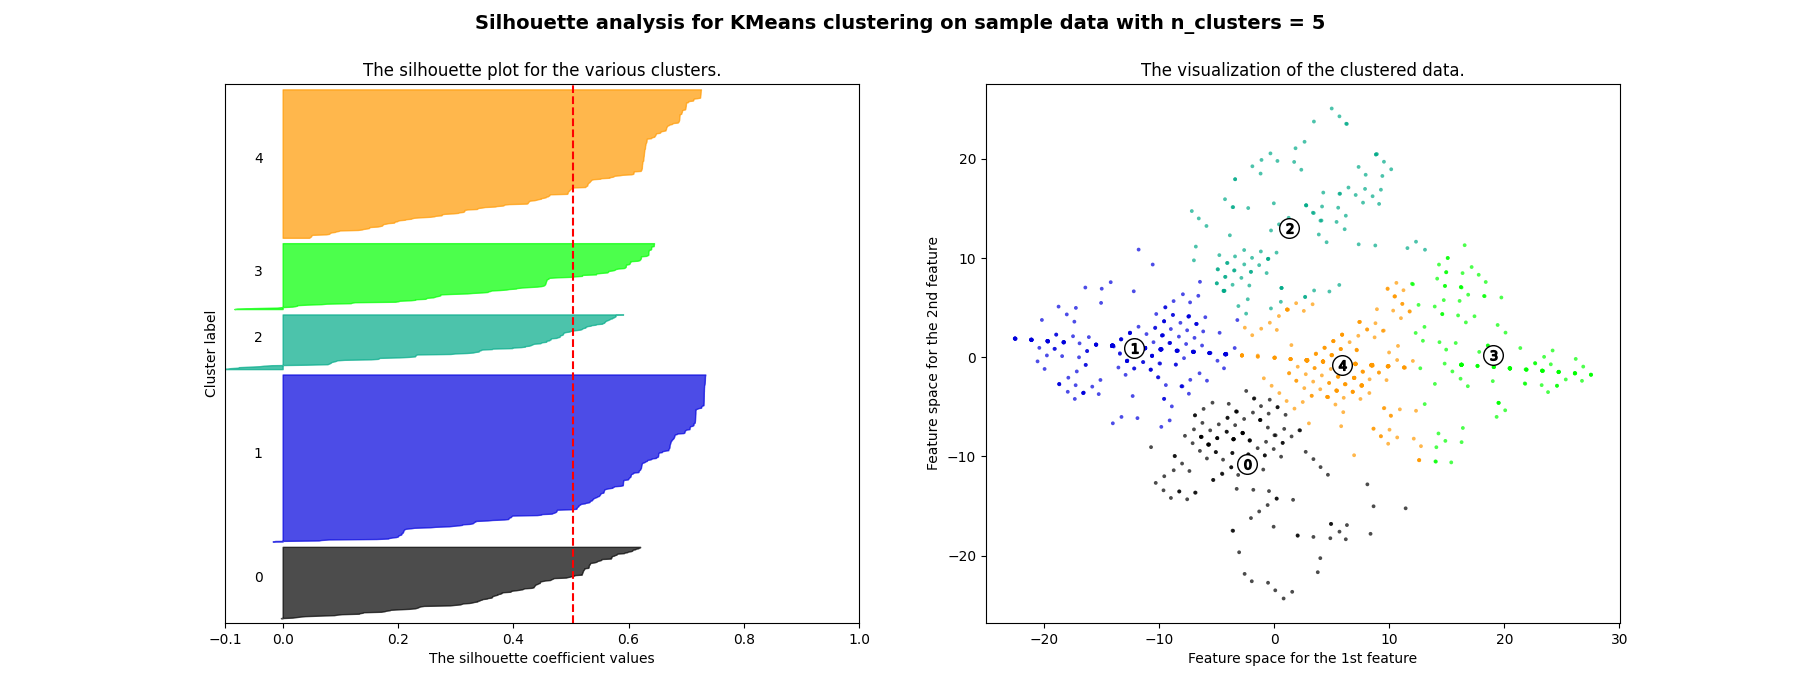 Silhouette analysis for KMeans clustering on sample data with n_clusters = 5
The silhouette plot for the various clusters.
Cluster label
4
3
2
1
0
−0.1 0.0 0.2 0.4 0.6 0.8 1.0
The silhouette coefficient values
The visualization of the clustered data.
Feature space for the 2nd feature
20
10
0
−10
−20
2
1
3
4
0
−20 −10 0 10 20 30
Feature space for the 1st feature